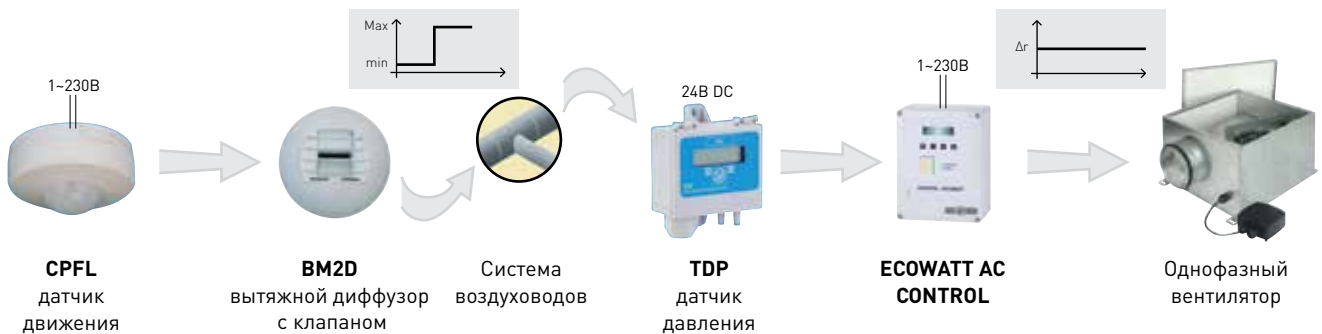 Max
min
Δr
1~230В
24В DC
1~230В
CPFL
датчик
движения
BM2D
вытяжной диффузор
с клапаном
Система
воздуховодов
TDP
датчик
давления
ECOWATT AC
CONTROL
Однофазный
вентилятор